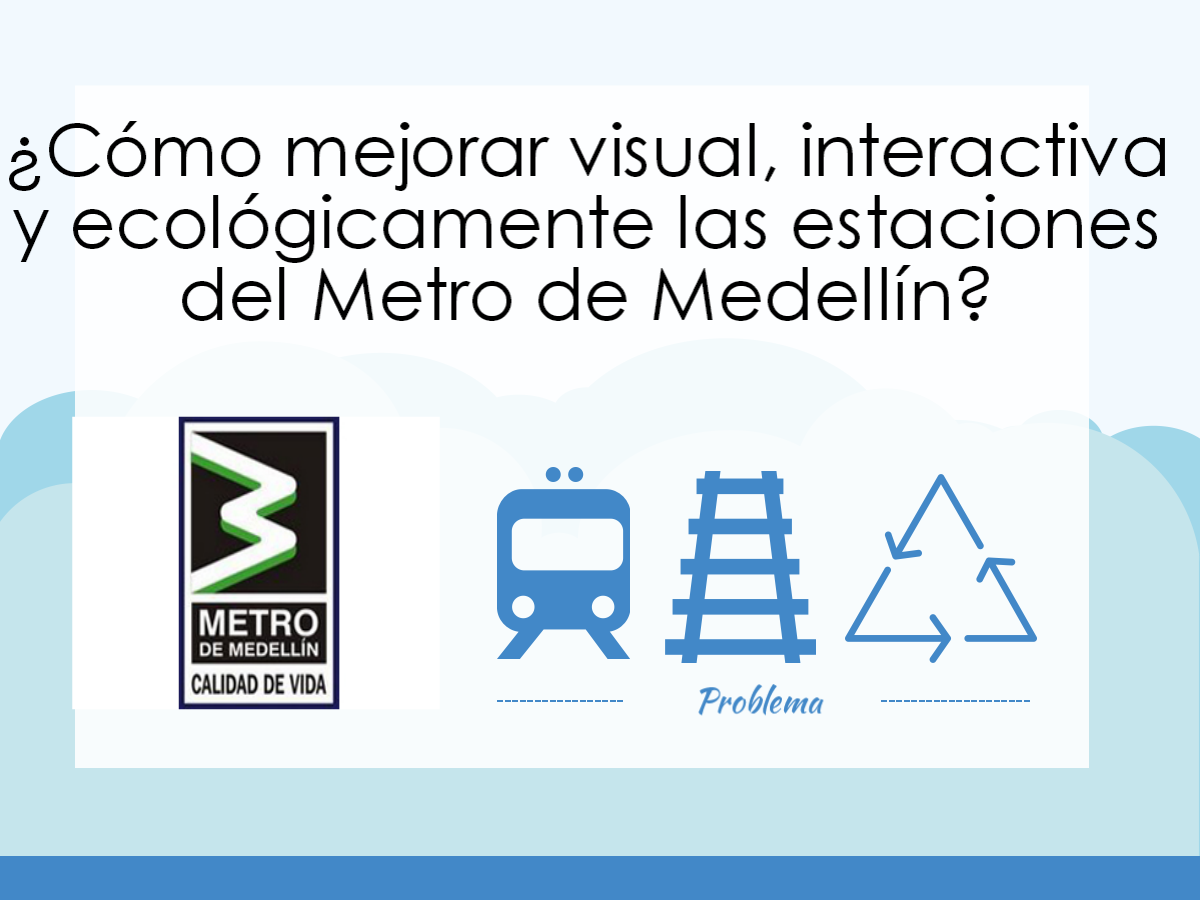 ¿Cómo mejorar visual, interactiva
y ecológicamente las estaciones
del Metro de Medellín?
METRO
DE MEDELLÍN
CALIDAD DE VIDA
Problema